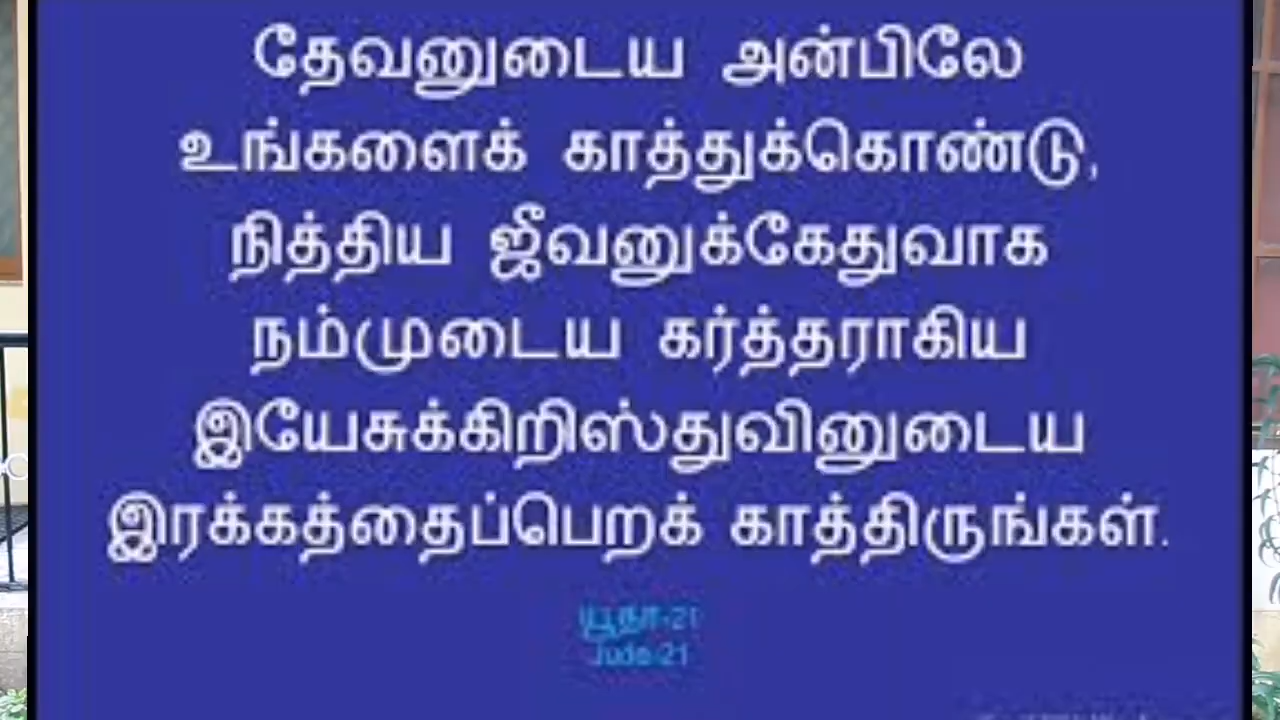 தேவனுடைய அன்பிலே
உங்களைக் காத்துக்கொண்டு,
நித்திய ஜீவனுக்கேதுவாக
நம்முடைய கர்த்தராகிய
இயேசுக்கிறிஸ்துவினுடைய
இரக்கத்தைப்பெறக் காத்திருங்கள்.
யூதா-21
Jude-21